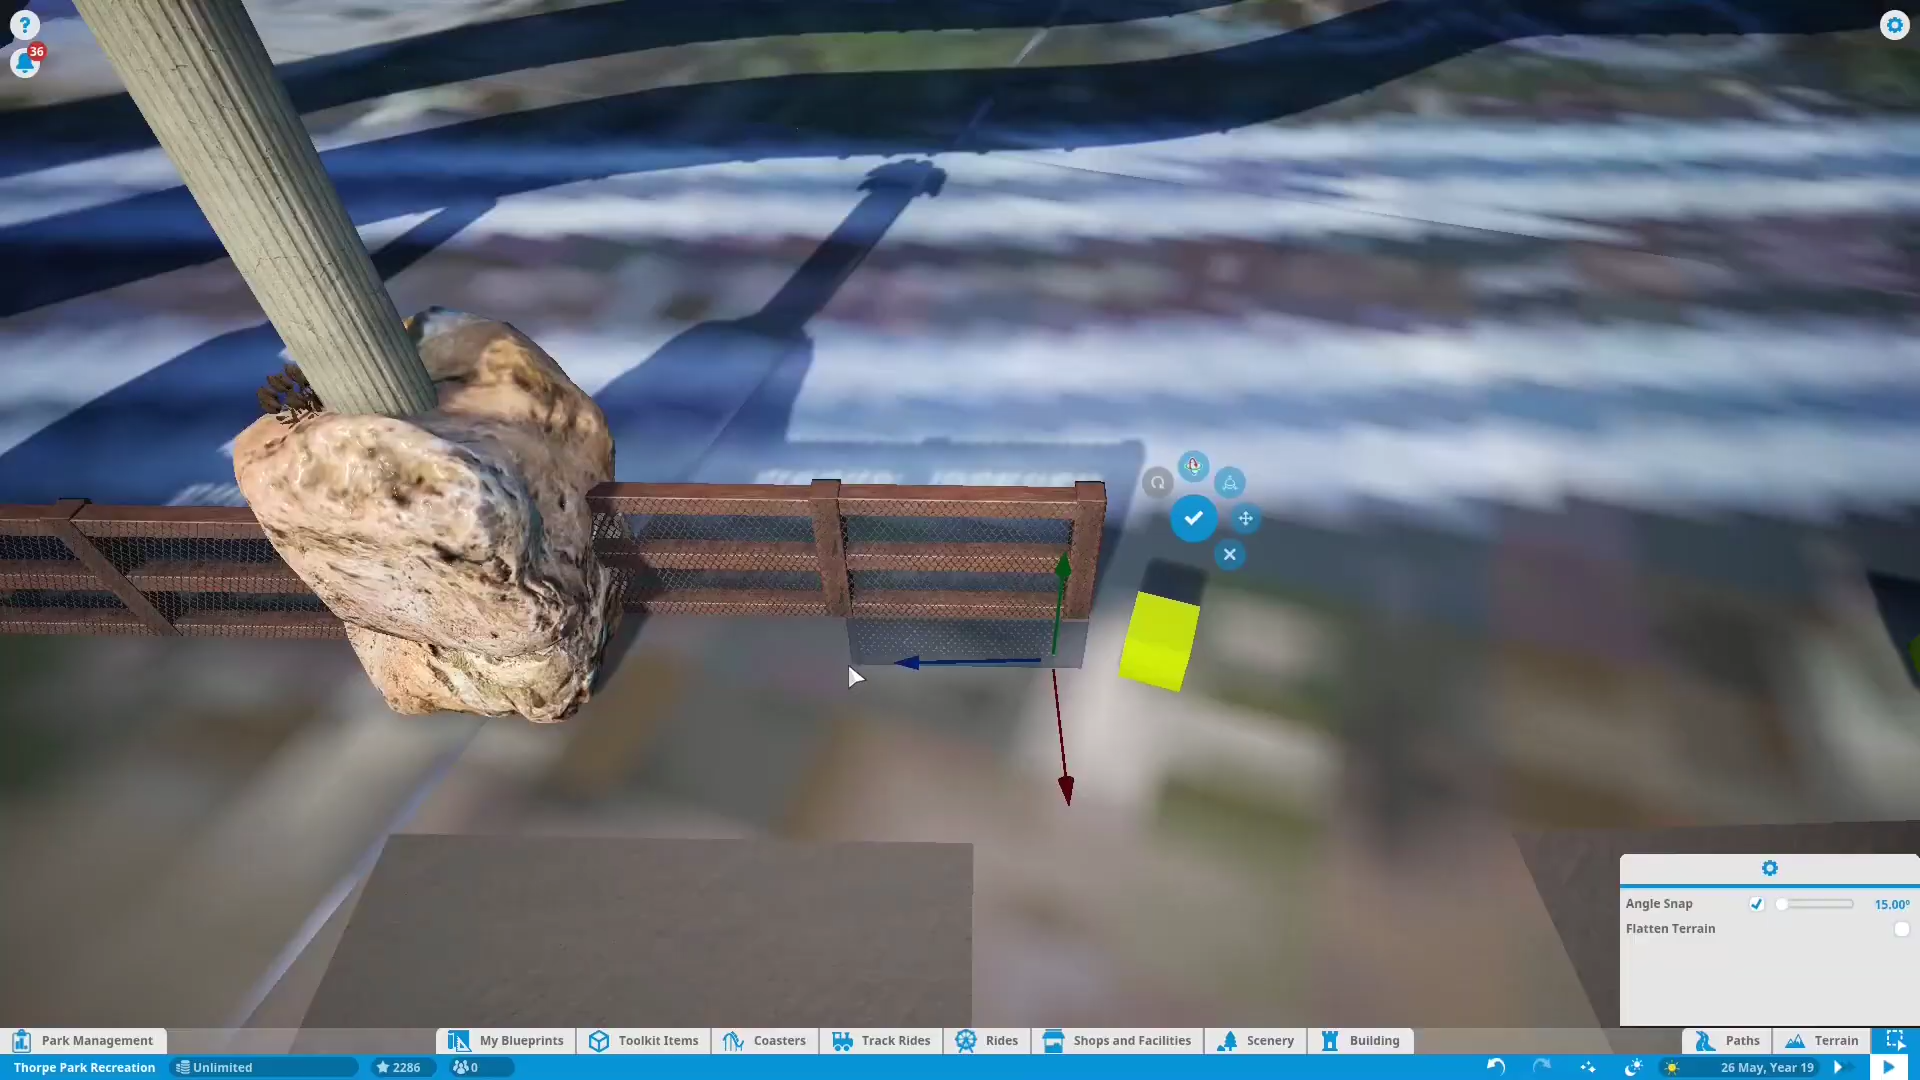 ?
36
Angle Snap 15.00°
Flatten Terrain
Park Management
My Blueprints
Toolkit Items
Coasters
Track Rides
Rides
Shops and Facilities
Scenery
Building
Paths
Terrain
Thorpe Park Recreation
Unlimited
2286
0
26 May, Year 19